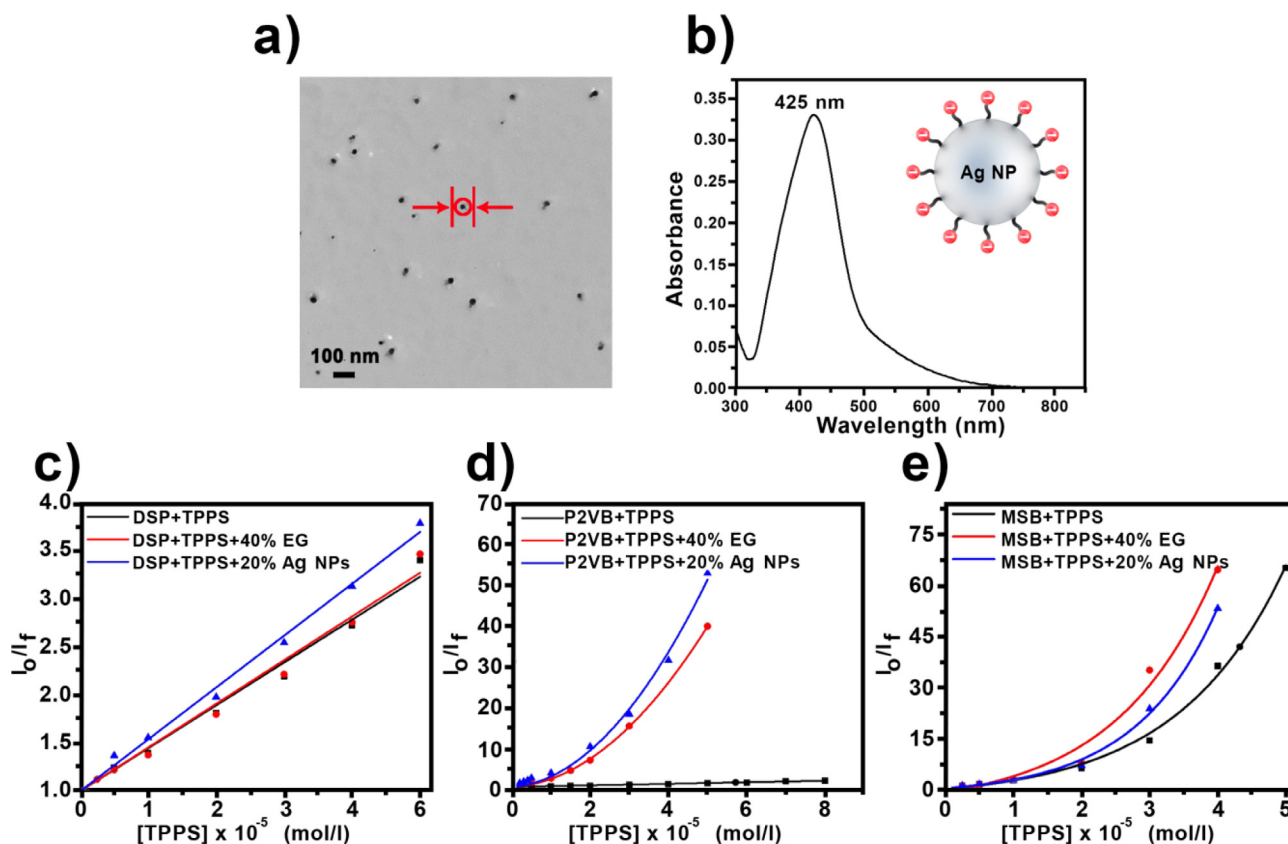 a)
100 nm
b)
425 nm
Ag NP
Absorbance
0.35
0.30
0.25
0.20
0.15
0.10
0.05
0.00
300 400 500 600 700 800
Wavelength (nm)
c)
DSP+TPPS
DSP+TPPS+40% EG
DSP+TPPS+20% Ag NPs
Io/If
4.0
3.5
3.0
2.5
2.0
1.5
1.0
0 1 2 3 4 5 6
[TPPS] x 10-5 (mol/l)
d)
P2VB+TPPS
P2VB+TPPS+40% EG
P2VB+TPPS+20% Ag NPs
Io/If
70
60
50
40
30
20
10
0
0 2 4 6 8
[TPPS] x 10-5 (mol/l)
e)
MSB+TPPS
MSB+TPPS+40% EG
MSB+TPPS+20% Ag NPs
Io/If
75
60
45
30
15
0
0 1 2 3 4 5
[TPPS] x 10-5 (mol/l)